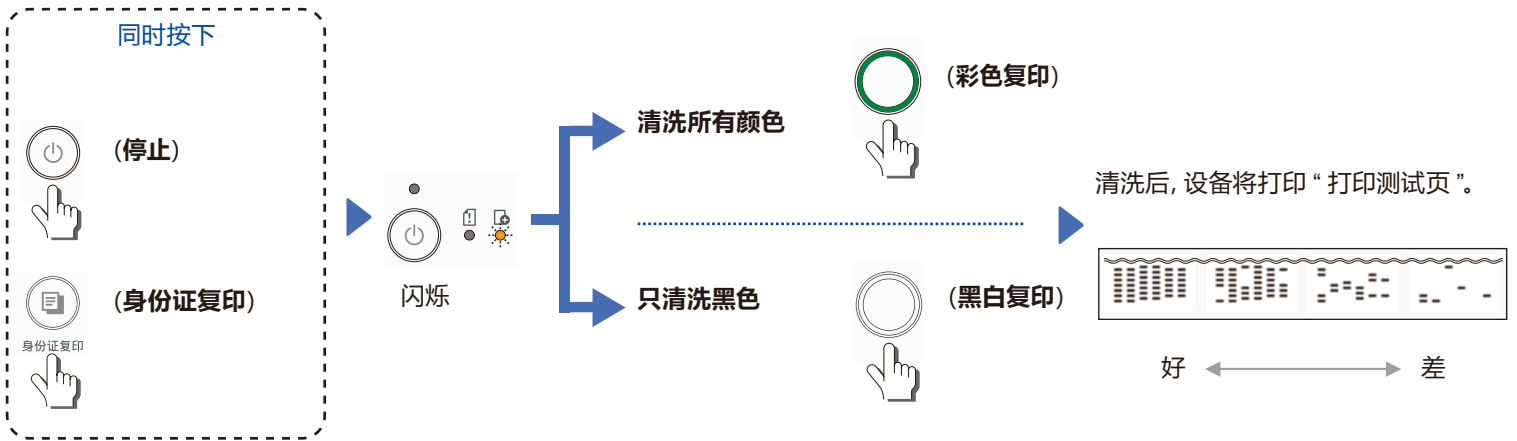 同时按下
(停止)
(身份证复印)
身份证复印
闪烁
清洗所有颜色
(彩色复印)
只清洗黑色
(黑白复印)
清洗后, 设备将打印 “ 打印测试页 ”。
好
差